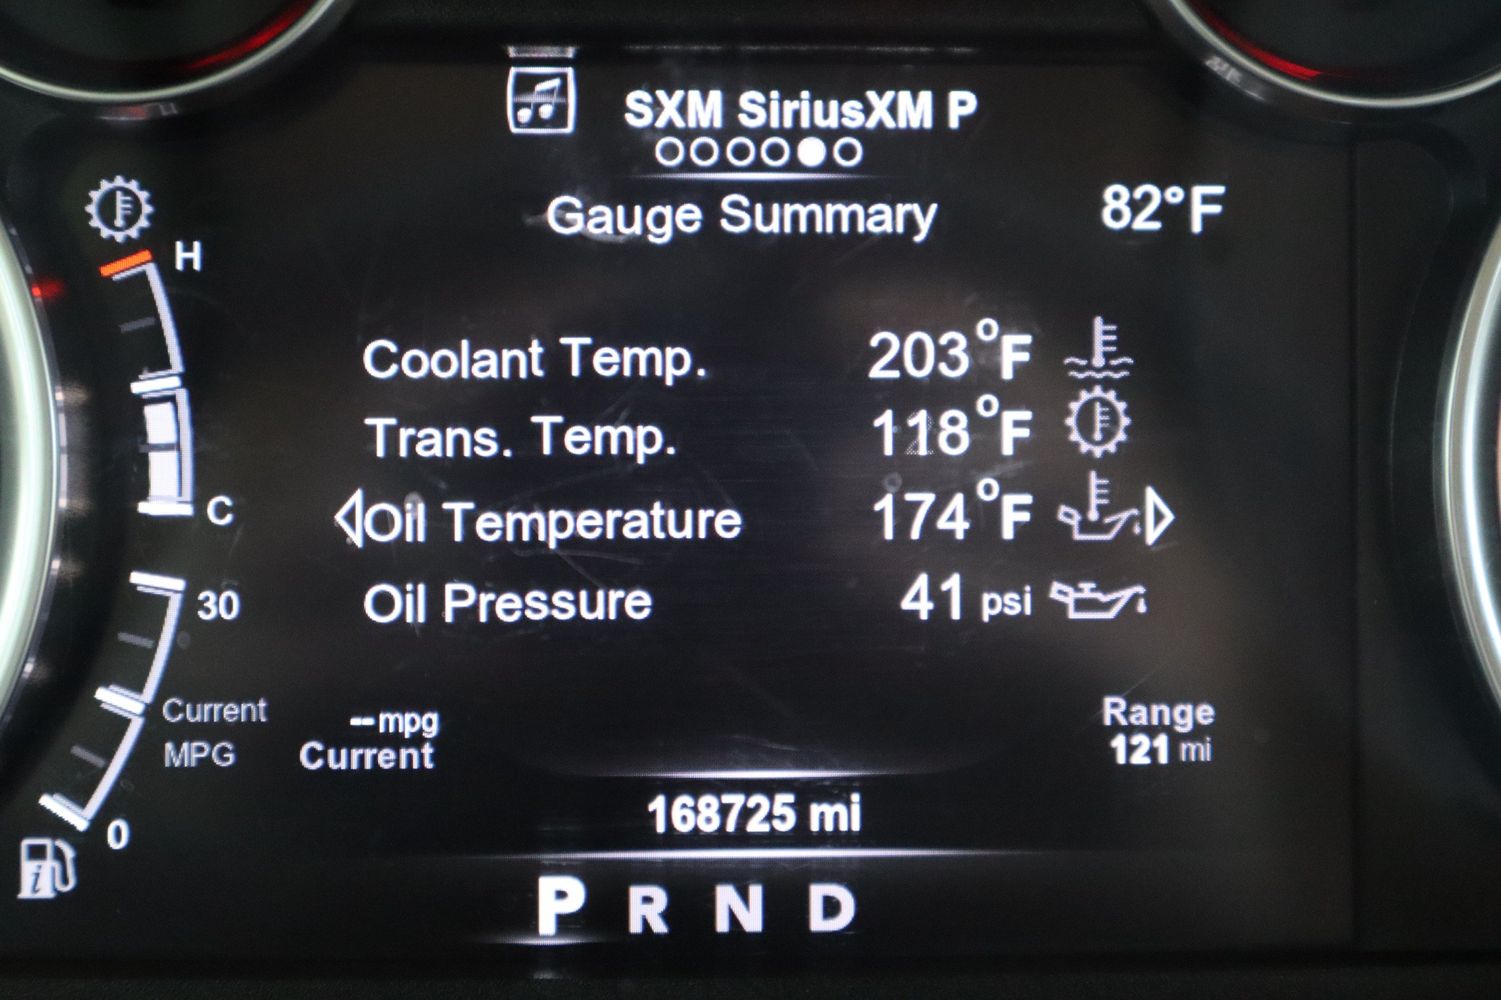 SXM SiriusXM P
Gauge Summary
82°F
H
Coolant Temp. 203°F
Trans. Temp. 118°F
C
Oil Temperature 174°F
30
Oil Pressure 41 psi
Current
MPG
--mpg
Current
Range
121 mi
0
168725 mi
P R N D